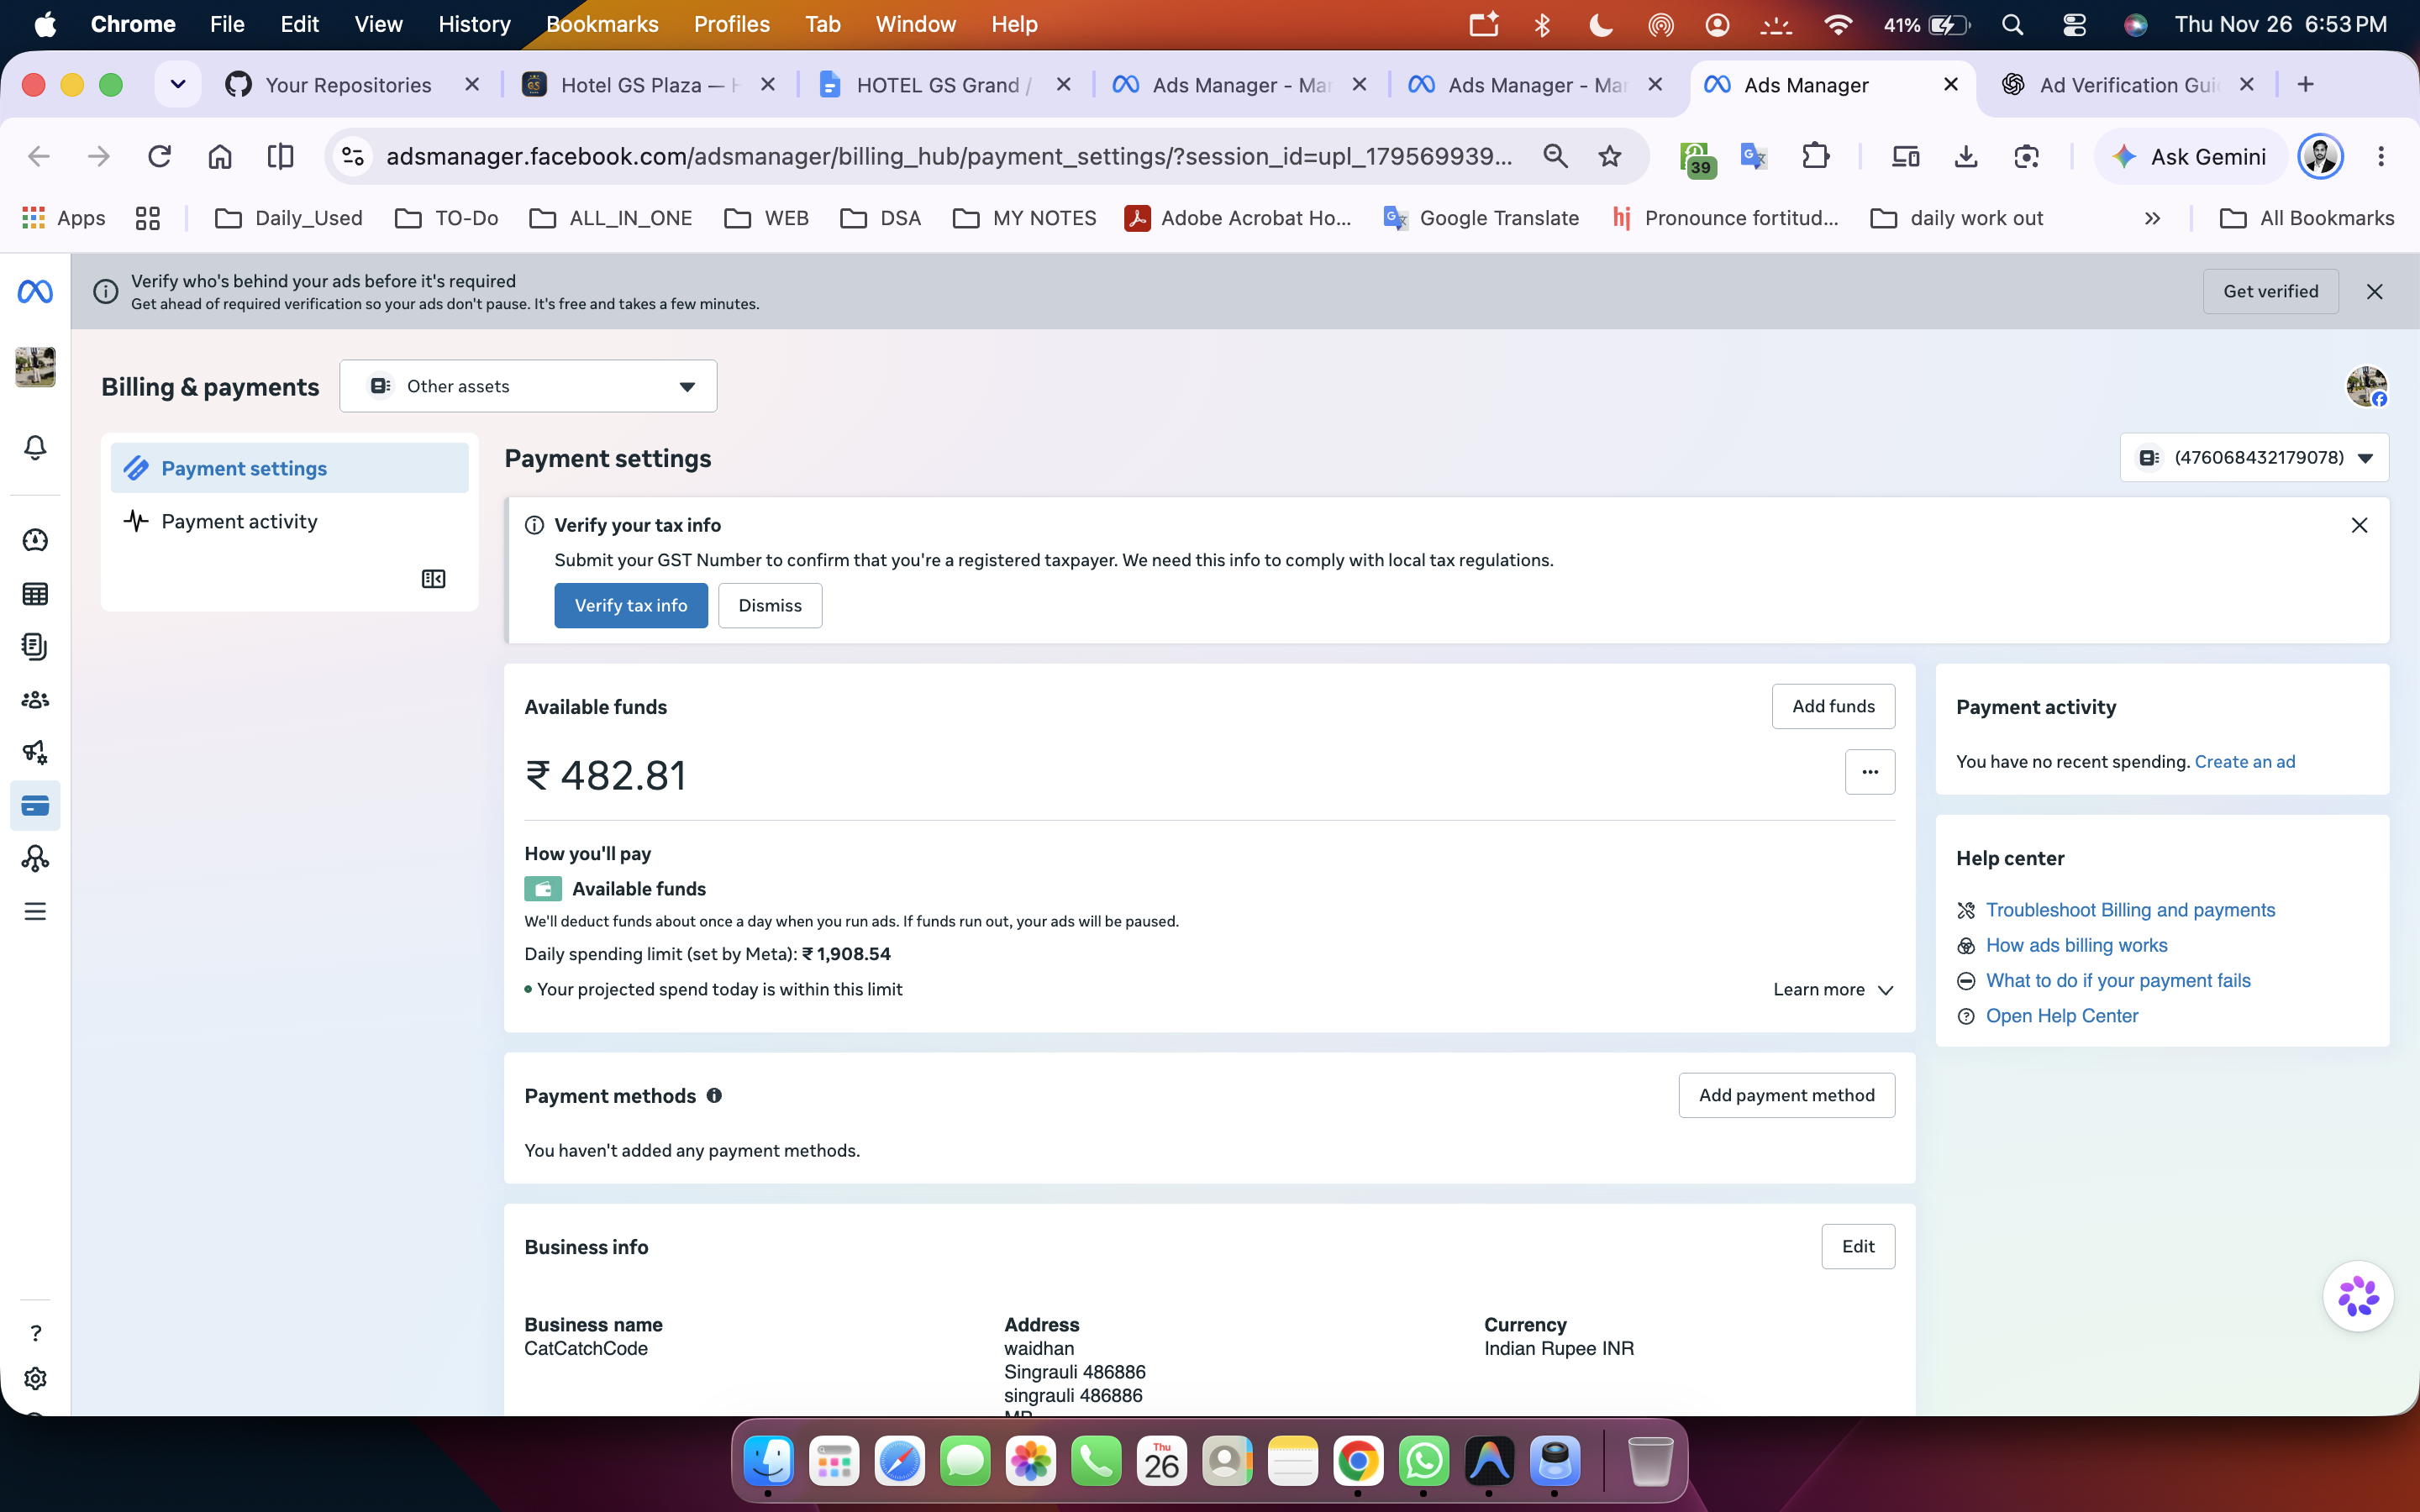 Chrome File Edit View History Bookmarks Profiles Tab Window Help 41% Thu Nov 26 6:53 PM
Your Repositories Hotel GS Plaza — HOTEL GS Grand / Ads Manager - Ads Manager - Ads Manager Ad Verification
adsmanager.facebook.com/adsmanager/billing_hub/payment_settings/?session_id=upl_179569939... 39 Ask Gemini
Apps Daily_Used TO-Do ALL_IN_ONE WEB DSA MY NOTES Adobe Acrobat Ho... Google Translate hj Pronounce fortitud... daily work out » All Bookmarks
Verify who's behind your ads before it's required
Get ahead of required verification so your ads don't pause. It's free and takes a few minutes.
Get verified
Billing & payments
Other assets
Payment settings
Payment activity
Payment settings
(476068432179078)
Verify your tax info
Submit your GST Number to confirm that you're a registered taxpayer. We need this info to comply with local tax regulations.
Verify tax info Dismiss
Available funds
Add funds
₹ 482.81
...
How you'll pay
Available funds
We'll deduct funds about once a day when you run ads. If funds run out, your ads will be paused.
Daily spending limit (set by Meta): ₹ 1,908.54
• Your projected spend today is within this limit
Learn more
Payment methods
Add payment method
You haven't added any payment methods.
Business info
Edit
Business name
CatCatchCode
Address
waidhan
Singrauli 486886
singrauli 486886
Currency
Indian Rupee INR
Payment activity
You have no recent spending. Create an ad
Help center
Troubleshoot Billing and payments
How ads billing works
What to do if your payment fails
Open Help Center
?
Thu
26